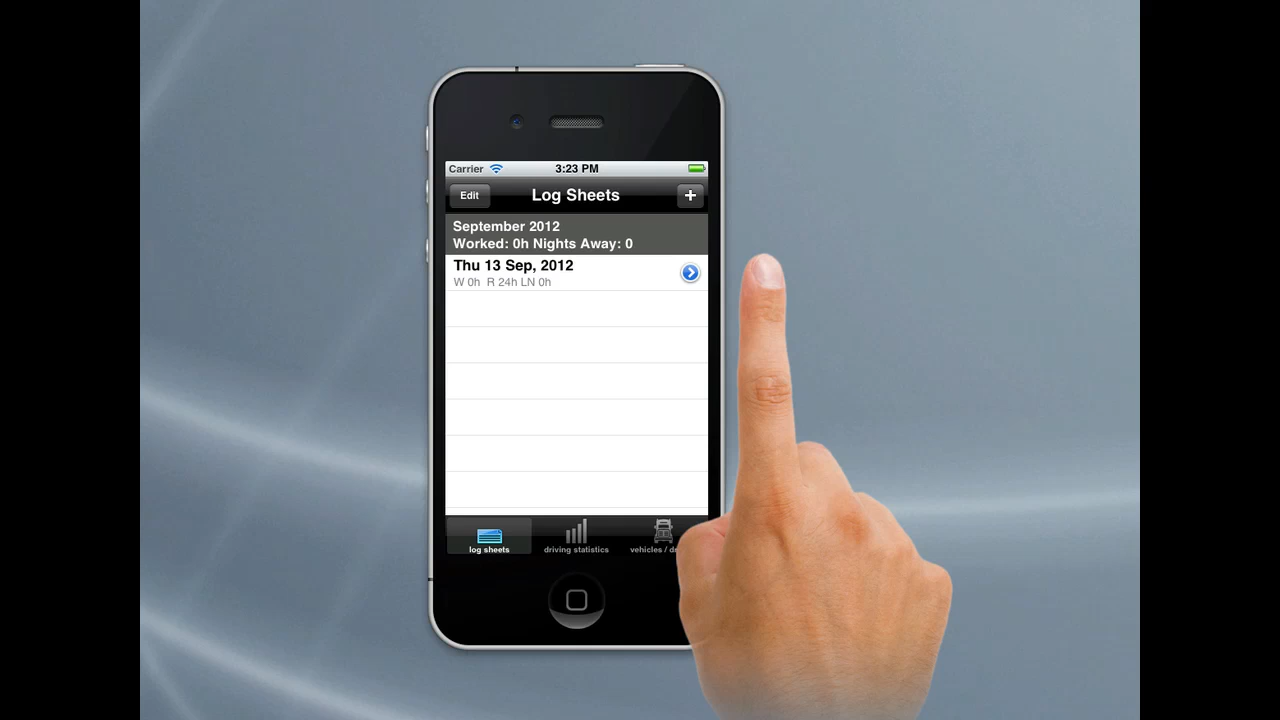 Carrier 3:23 PM
Edit Log Sheets +
September 2012
Worked: 0h Nights Away: 0
Thu 13 Sep, 2012
W 0h R 24h LN 0h
log sheets driving statistics vehicles /